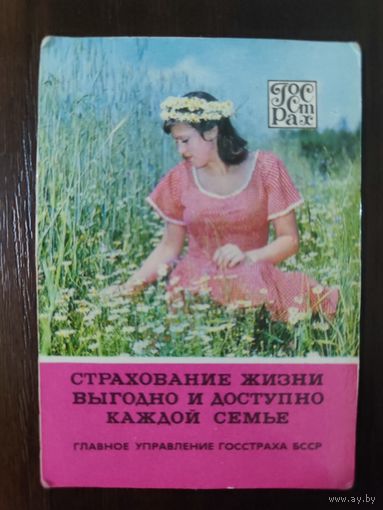 Гос
Ст
Рах
СТРАХОВАНИЕ ЖИЗНИ
ВЫГОДНО И ДОСТУПНО
КАЖДОЙ СЕМЬЕ
ГЛАВНОЕ УПРАВЛЕНИЕ ГОССТРАХА БССР
www.ay.by